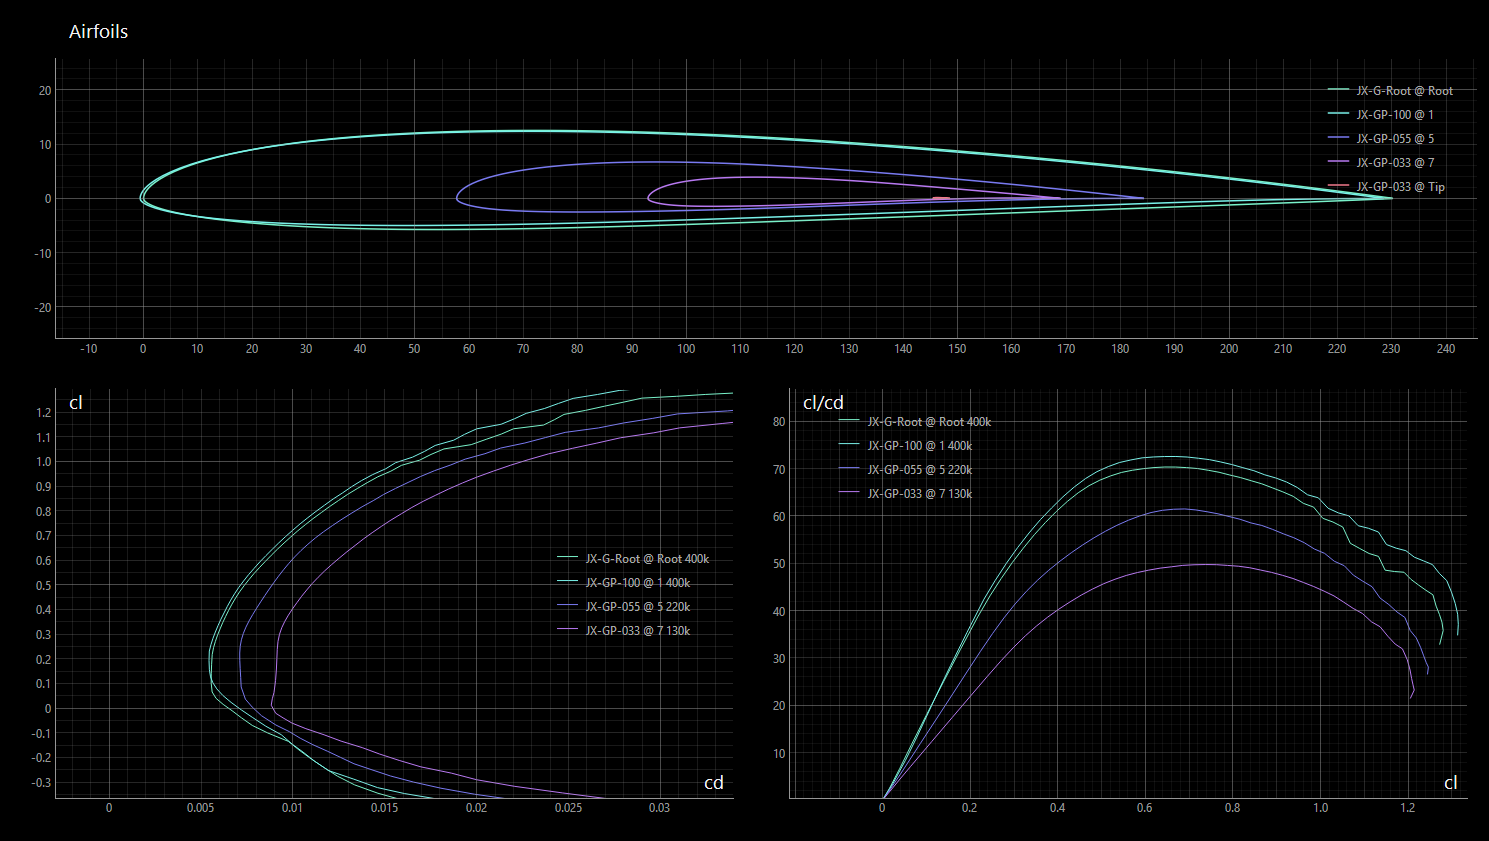 Airfoils
20
10
0
-10
-20
JX-G-Root @ Root
JX-GP-100 @ 1
JX-GP-055 @ 5
JX-GP-033 @ 7
JX-GP-033 @ Tip
-10 0 10 20 30 40 50 60 70 80 90 100 110 120 130 140 150 160 170 180 190 200 210 220 230 240
cl
1.2
1.1
1.0
0.9
0.8
0.7
0.6
0.5
0.4
0.3
0.2
0.1
0
-0.1
-0.2
-0.3
JX-G-Root @ Root 400k
JX-GP-100 @ 1 400k
JX-GP-055 @ 5 220k
JX-GP-033 @ 7 130k
cd
0 0.005 0.01 0.015 0.02 0.025 0.03
cl/cd
80
70
60
50
40
30
20
10
JX-G-Root @ Root 400k
JX-GP-100 @ 1 400k
JX-GP-055 @ 5 220k
JX-GP-033 @ 7 130k
cl
0 0.2 0.4 0.6 0.8 1.0 1.2